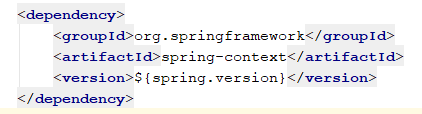 <dependency>
    <groupId>org.springframework</groupId>
    <artifactId>spring-context</artifactId>
    <version>${spring.version}</version>
</dependency>